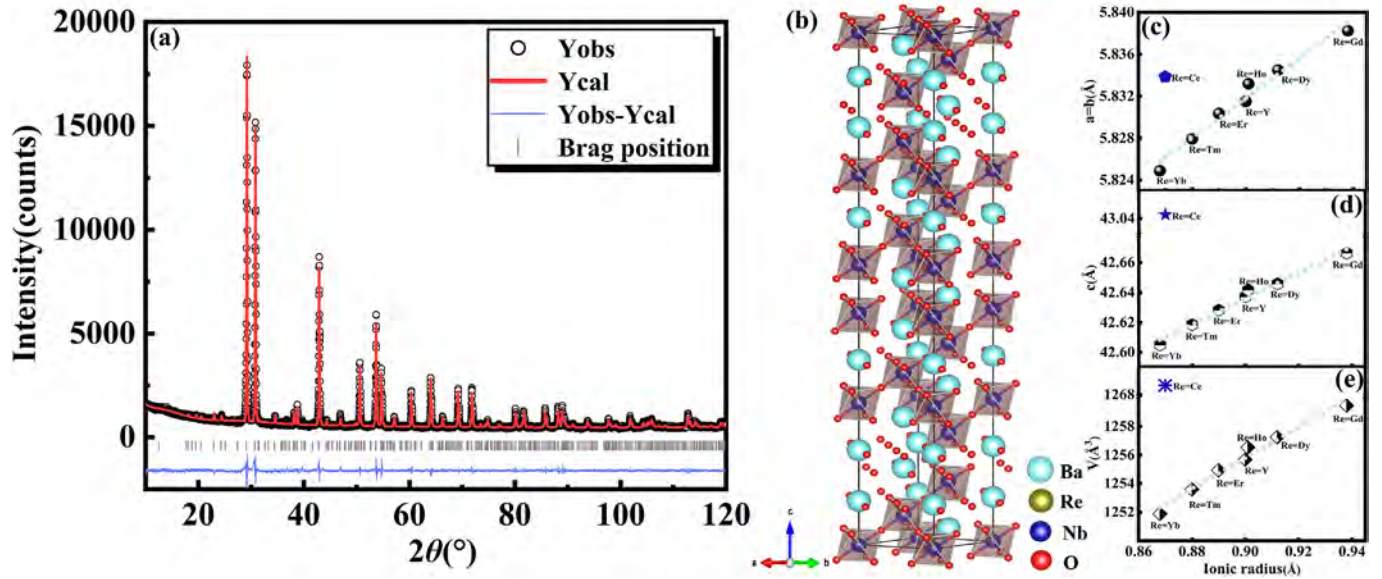 (a)
Yobs
Ycal
Yobs-Ycal
Brag position
20000
15000
10000
5000
0
Intensity(counts)
20
40
60
80
100
120
2θ(°)
(b)
Ba
Re
Nb
O
c
a
b
(c)
5.840
5.836
5.832
5.828
5.824
a=b(Å)
Re=Gd
Re=Ce
Re=Ho
Re=Dy
Re=Y
Re=Er
Re=Tm
Re=Yb
(d)
43.04
42.66
42.64
42.62
42.60
c(Å)
Re=Ce
Re=Gd
Re=Ho
Re=Dy
Re=Y
Re=Er
Re=Tm
Re=Yb
(e)
1268
1258
1256
1254
1252
V(Å³)
Re=Ce
Re=Gd
Re=Ho
Re=Dy
Re=Y
Re=Er
Re=Tm
Re=Yb
0.86
0.88
0.90
0.92
0.94
Ionic radius(Å)